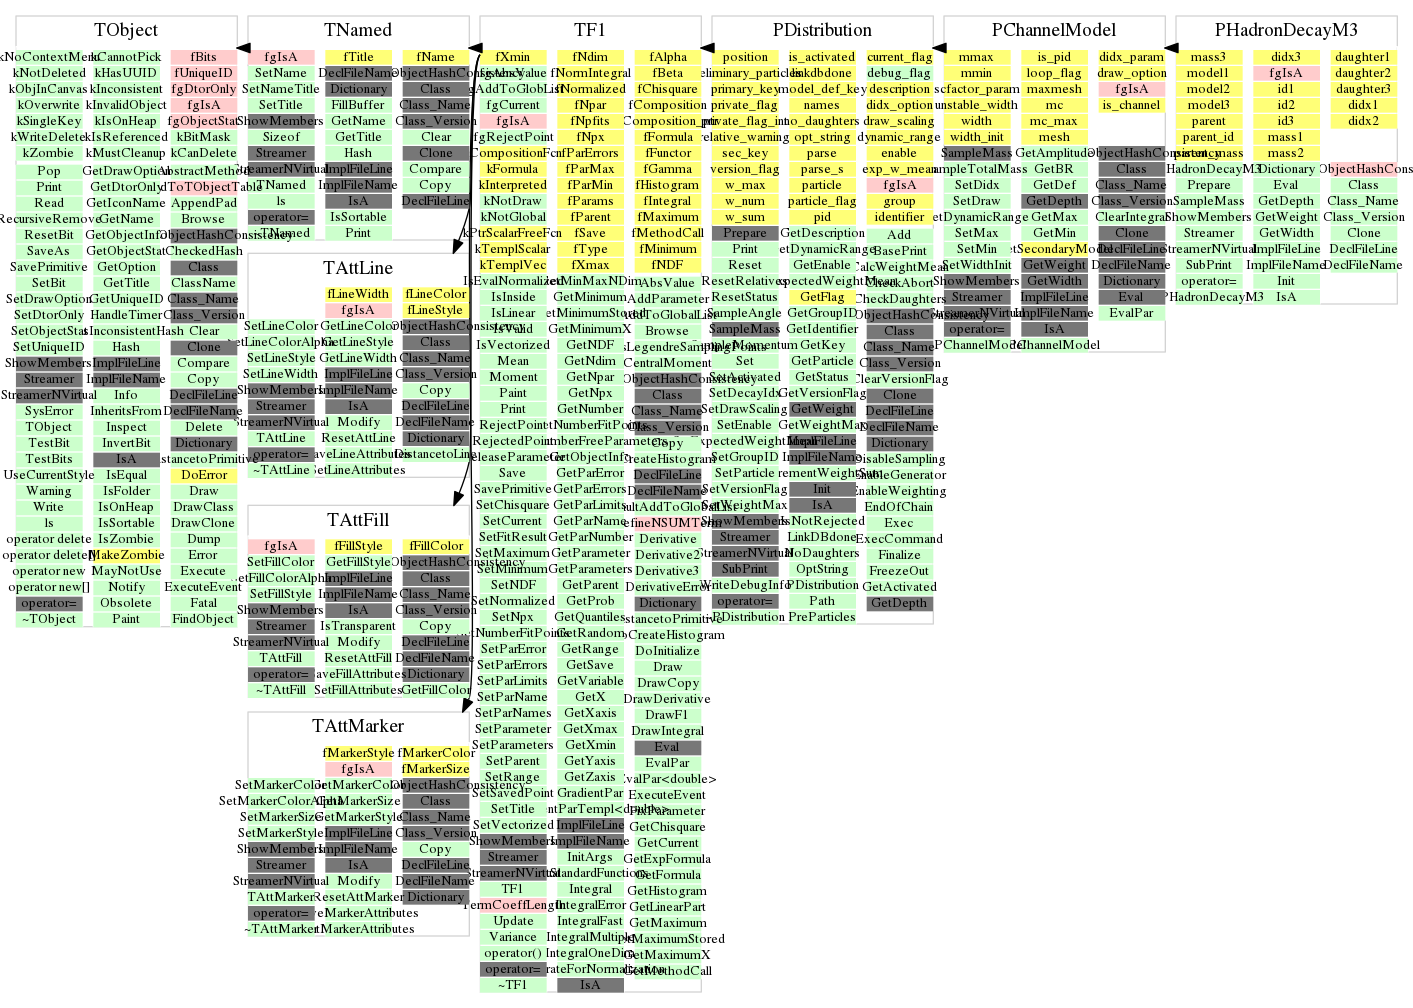 TObject
kCannotPick fBits
kNotDeleted kHasUUID fUniqueID
kObjInCanvas kInconsistent fgDtorOnly
kOverwrite kInvalidObject fgIsA
kSingleKey kIsOnHeap fgObjectStat
kWriteDelete kIsReferenced kBitMask
kZombie kMustCleanup kCanDelete
Pop GetDrawOption AbstractMethod
Print GetDtorOnly
Read GetIconName AppendPad
RecursiveRemove GetName Browse
ResetBit GetObjectInfo ObjectHashConsistency
SaveAs GetObjectStat CheckedHash
SavePrimitive GetOption Class
SetBit GetTitle ClassName
SetDrawOption GetUniqueID Class_Name
SetDtorOnly HandleTimer Class_Version
SetObjectStat Clear
SetUniqueID Hash Clone
ShowMembers ImplFileLine Compare
Streamer ImplFileName Copy
StreamerNVirtual Info DeclFileLine
SysError InheritsFrom DeclFileName
TObject Inspect Delete
TestBit InvertBit Dictionary
TestBits IsA
UseCurrentStyle IsEqual DoError
Warning IsFolder Draw
Write IsOnHeap DrawClass
ls IsSortable DrawClone
operator delete IsZombie Dump
operator delete[] MakeZombie Error
operator new MayNotUse Execute
operator new[] Notify ExecuteEvent
operator= Obsolete Fatal
~TObject Paint FindObject
TNamed
fgIsA fTitle fName
SetName DeclFileName ObjectHashConsistency
SetNameTitle Dictionary Class
SetTitle FillBuffer Class_Name
ShowMembers GetName Class_Version
Sizeof GetTitle Clear
Streamer Hash Clone
StreamerNVirtual ImplFileLine Compare
TNamed ImplFileName Copy
ls IsA DeclFileLine
operator= IsSortable
~TNamed Print
TAttLine
fLineWidth fLineColor
fgIsA fLineStyle
SetLineColor GetLineColor ObjectHashConsistency
SetLineColorAlpha GetLineStyle Class
SetLineStyle GetLineWidth Class_Name
SetLineWidth ImplFileLine Class_Version
ShowMembers ImplFileName Copy
Streamer IsA DeclFileLine
StreamerNVirtual Modify DeclFileName
TAttLine ResetAttLine Dictionary
operator= SaveLineAttributes DistancetoLine
~TAttLine SetLineAttributes
TAttFill
fgIsA fFillStyle fFillColor
SetFillColor GetFillStyle ObjectHashConsistency
SetFillColorAlpha ImplFileLine Class
SetFillStyle ImplFileName Class_Name
ShowMembers IsA Class_Version
Streamer IsTransparent Copy
StreamerNVirtual Modify DeclFileLine
TAttFill ResetAttFill DeclFileName
operator= SaveFillAttributes Dictionary
~TAttFill SetFillAttributes GetFillColor
TAttMarker
fMarkerStyle fMarkerColor
fgIsA fMarkerSize
SetMarkerColor GetMarkerColor ObjectHashConsistency
SetMarkerColorAlpha GetMarkerSize Class
SetMarkerSize GetMarkerStyle Class_Name
SetMarkerStyle ImplFileLine Class_Version
ShowMembers ImplFileName Copy
Streamer IsA DeclFileLine
StreamerNVirtual Modify DeclFileName
TAttMarker ResetAttMarker Dictionary
operator= SaveMarkerAttributes
~TAttMarker SetMarkerAttributes
TF1
fXmin fNdim fAlpha
fNormIntegral fBeta
fgAddToGlobList fNormalized fChisquare
fgCurrent fNpar fComposition
fgIsA fNpfits fComposition_ptr
fgRejectPoint fNpx fFormula
fParErrors fFunctor
kFormula fParMax fGamma
kInterpreted fParMin fHistogram
kNotDraw fParams fIntegral
kNotGlobal fParent fMaximum
kPtrScalarFreeFcn fSave fMethodCall
kTemplScalar fType fMinimum
kTemplVec fXmax fNDF
IsEvalNormalized GetMinMaxNDim AbsValue
IsInside GetMinimum AddParameter
IsLinear GetMinimumStored AddToGlobalList
IsValid GetMinimumX Browse
IsVectorized GetNDF
Mean GetNdim CentralMoment
Moment GetNpar ObjectHashConsistency
Paint GetNpx Class
Print GetNumber Class_Name
RejectPoint GetNumberFitPoints Class_Version
RejectedPoint GetNumberFreeParameters Copy
ReleaseParameter GetObjectInfo CreateHistogram
Save GetParError DeclFileLine
SavePrimitive GetParErrors DeclFileName
SetChisquare GetParLimits
SetCurrent GetParName
SetFitResult GetParNumber Derivative
SetMaximum GetParameter Derivative2
SetMinimum GetParameters Derivative3
SetNDF GetParent DerivativeError
SetNormalized GetProb Dictionary
SetNpx GetQuantiles
SetNumberFitPoints GetRandom DoCreateHistogram
SetParError GetRange DoInitialize
SetParErrors GetSave Draw
SetParLimits GetVariable DrawCopy
SetParName GetX DrawDerivative
SetParNames GetXaxis DrawF1
SetParameter GetXmax DrawIntegral
SetParameters GetXmin Eval
SetParent GetYaxis EvalPar
SetRange GetZaxis EvalPar<double>
SetSavedPoint GradientPar ExecuteEvent
SetTitle FixParameter
SetVectorized ImplFileLine GetChisquare
ShowMembers ImplFileName GetCurrent
Streamer InitArgs GetExpFormula
StreamerNVirtual GetFormula
TF1 Integral GetHistogram
TermCoeffLength IntegralError GetLinearPart
Update IntegralFast GetMaximum
Variance IntegralMultiple GetMaximumStored
operator() IntegralOneDim GetMaximumX
operator= GetMethodCall
~TF1 IsA
PDistribution
position is_activated current_flag
linkdbdone debug_flag
primary_key model_def_key description
private_flag names didx_option
no_daughters draw_scaling
relative_warning opt_string dynamic_range
sec_key parse enable
version_flag parse_s exp_w_mean
w_max particle fgIsA
w_num particle_flag group
w_sum pid identifier
Prepare GetDescription Add
Print GetDynamicRange BasePrint
Reset GetEnable CalcWeightMean
ResetRelatives GetExpectedWeightMean CheckAbort
ResetStatus GetFlag CheckDaughters
SampleAngle GetGroupID ObjectHashConsistency
SampleMass GetIdentifier Class
SampleMomentum GetKey Class_Name
Set GetParticle Class_Version
SetActivated GetStatus ClearVersionFlag
SetDecayIdx GetVersionFlag Clone
SetDrawScaling GetWeight DeclFileLine
SetEnable GetWeightMax DeclFileName
SetExpectedWeightMean ImplFileLine Dictionary
SetGroupID ImplFileName DisableSampling
SetParticle IncrementWeightSum EnableGenerator
SetVersionFlag Init EnableWeighting
SetWeightMax IsA EndOfChain
ShowMembers IsNotRejected Exec
Streamer LinkDBdone ExecCommand
StreamerNVirtual NoDaughters Finalize
SubPrint OptString FreezeOut
WriteDebugInfo PDistribution GetActivated
operator= Path GetDepth
~PDistribution PreParticles
PChannelModel
mmax is_pid didx_param
mmin loop_flag draw_option
scfactor_param maxmesh fgIsA
unstable_width mc is_channel
width mc_max
width_init mesh
SampleMass GetAmplitude ObjectHashConsistency
SampleTotalMass GetBR Class
SetDidx GetDef Class_Name
SetDraw GetDepth Class_Version
SetDynamicRange GetMax ClearIntegral
SetMax GetMin Clone
SetMin GetSecondaryModel DeclFileLine
SetWidthInit GetWeight DeclFileName
ShowMembers GetWidth Dictionary
Streamer ImplFileLine Eval
StreamerNVirtual ImplFileName EvalPar
operator= IsA
~PChannelModel PChannelModel
PHadronDecayM3
mass3 didx3 daughter1
model1 fgIsA daughter2
model2 id1 daughter3
model3 id2 didx1
parent id3 didx2
parent_id mass1
parent_mass mass2
~PHadronDecayM3 Dictionary ObjectHashConsistency
Prepare Eval Class
SampleMass GetDepth Class_Name
ShowMembers GetWeight Class_Version
Streamer GetWidth Clone
StreamerNVirtual ImplFileLine DeclFileLine
SubPrint ImplFileName DeclFileName
operator= Init
PHadronDecayM3 IsA